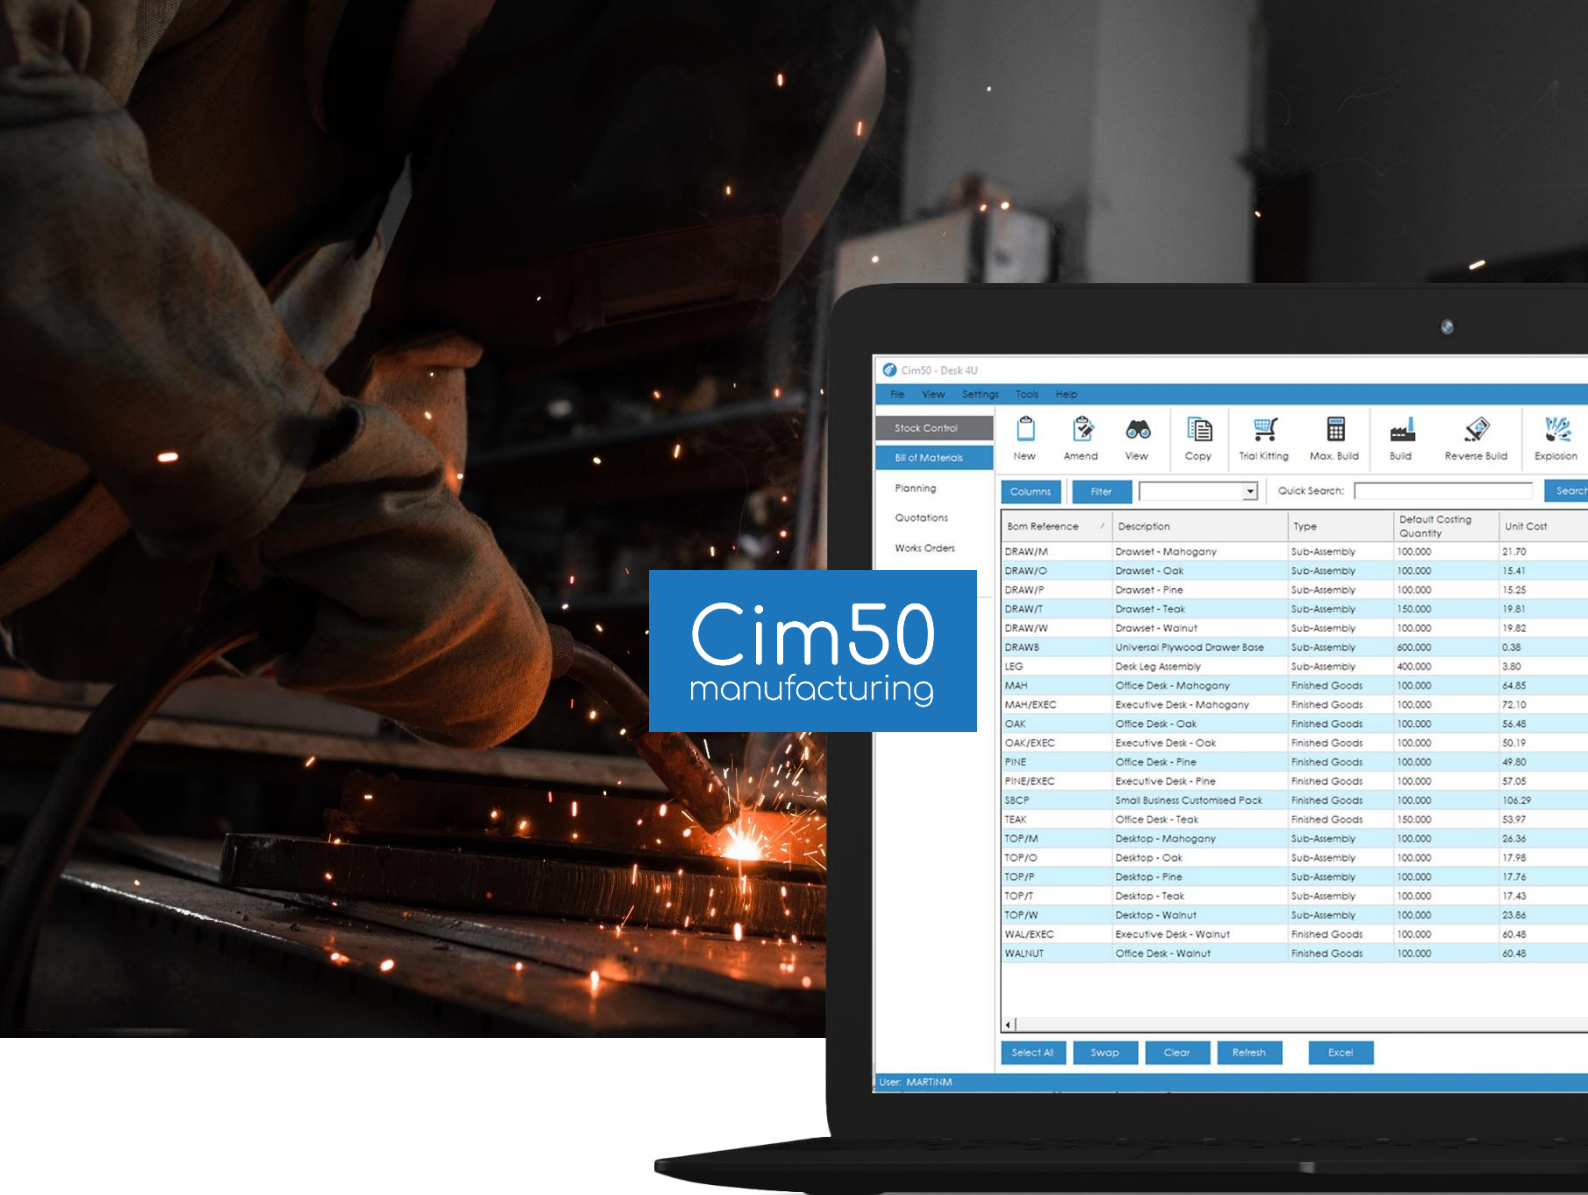 Cim50 - Desk 4U
File View Settings Tools Help
Stock Control
Bill of Materials
Planning
Quotations
Works Orders
New Amend View Copy Trial Kitting Max. Build Build Reverse Build Explosion
Columns Filter Quick Search: Search
Bom Reference Description Type Default Costing Quantity Unit Cost
DRAW/M Drawset - Mahogany Sub-Assembly 100.000 21.70
DRAW/O Drawset - Oak Sub-Assembly 100.000 15.41
DRAW/P Drawset - Pine Sub-Assembly 100.000 15.25
DRAW/T Drawset - Teak Sub-Assembly 150.000 19.81
DRAW/W Drawset - Walnut Sub-Assembly 100.000 19.82
DRAWB Universal Plywood Drawer Base Sub-Assembly 600.000 0.38
LEG Desk Leg Assembly Sub-Assembly 400.000 3.80
MAH Office Desk - Mahogany Finished Goods 100.000 64.85
MAH/EXEC Executive Desk - Mahogany Finished Goods 100.000 72.10
OAK Office Desk - Oak Finished Goods 100.000 56.48
OAK/EXEC Executive Desk - Oak Finished Goods 100.000 50.19
PINE Office Desk - Pine Finished Goods 100.000 49.80
PINE/EXEC Executive Desk - Pine Finished Goods 100.000 57.05
SBCP Small Business Customised Pack Finished Goods 100.000 106.29
TEAK Office Desk - Teak Finished Goods 150.000 53.97
TOP/M Desktop - Mahogany Sub-Assembly 100.000 26.36
TOP/O Desktop - Oak Sub-Assembly 100.000 17.98
TOP/P Desktop - Pine Sub-Assembly 100.000 17.76
TOP/T Desktop - Teak Sub-Assembly 100.000 17.43
TOP/W Desktop - Walnut Sub-Assembly 100.000 23.86
WAL/EXEC Executive Desk - Walnut Finished Goods 100.000 60.48
WALNUT Office Desk - Walnut Finished Goods 100.000 60.48
Select All Swap Clear Refresh Excel
User: MARTINM
Cim50
manufacturing